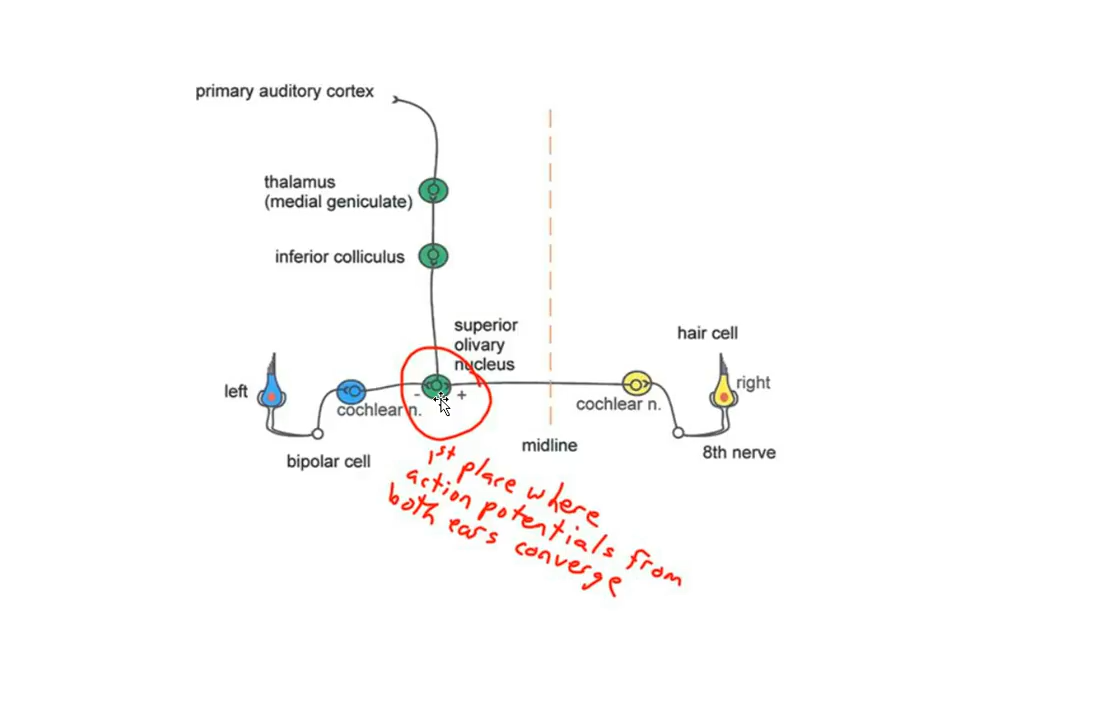 primary auditory cortex
thalamus
(medial geniculate)
inferior colliculus
superior
olivary
nucleus
hair cell
left
right
- +
cochlear n.
cochlear n.
midline
bipolar cell
8th nerve
1st place where
action potentials from
both ears converge